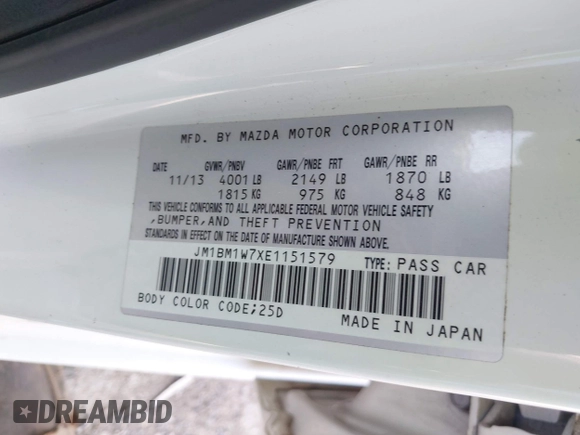 MFD. BY MAZDA MOTOR CORPORATION
DATE GVWR/PNBV GAWR/PNBE FRT GAWR/PNBE RR
11/13 4001 LB 2149 LB 1870 LB
1815 KG 975 KG 848 KG
THIS VEHICLE CONFORMS TO ALL APPLICABLE FEDERAL MOTOR VEHICLE SAFETY
,BUMPER,AND THEFT PREVENTION
STANDARDS IN EFFECT ON THE DATE OF MANUFACTURE SHOWN ABOVE.
JM1BM1W7XE1151579 TYPE: PASS CAR
BODY COLOR CODE;25D MADE IN JAPAN
DREAMBID